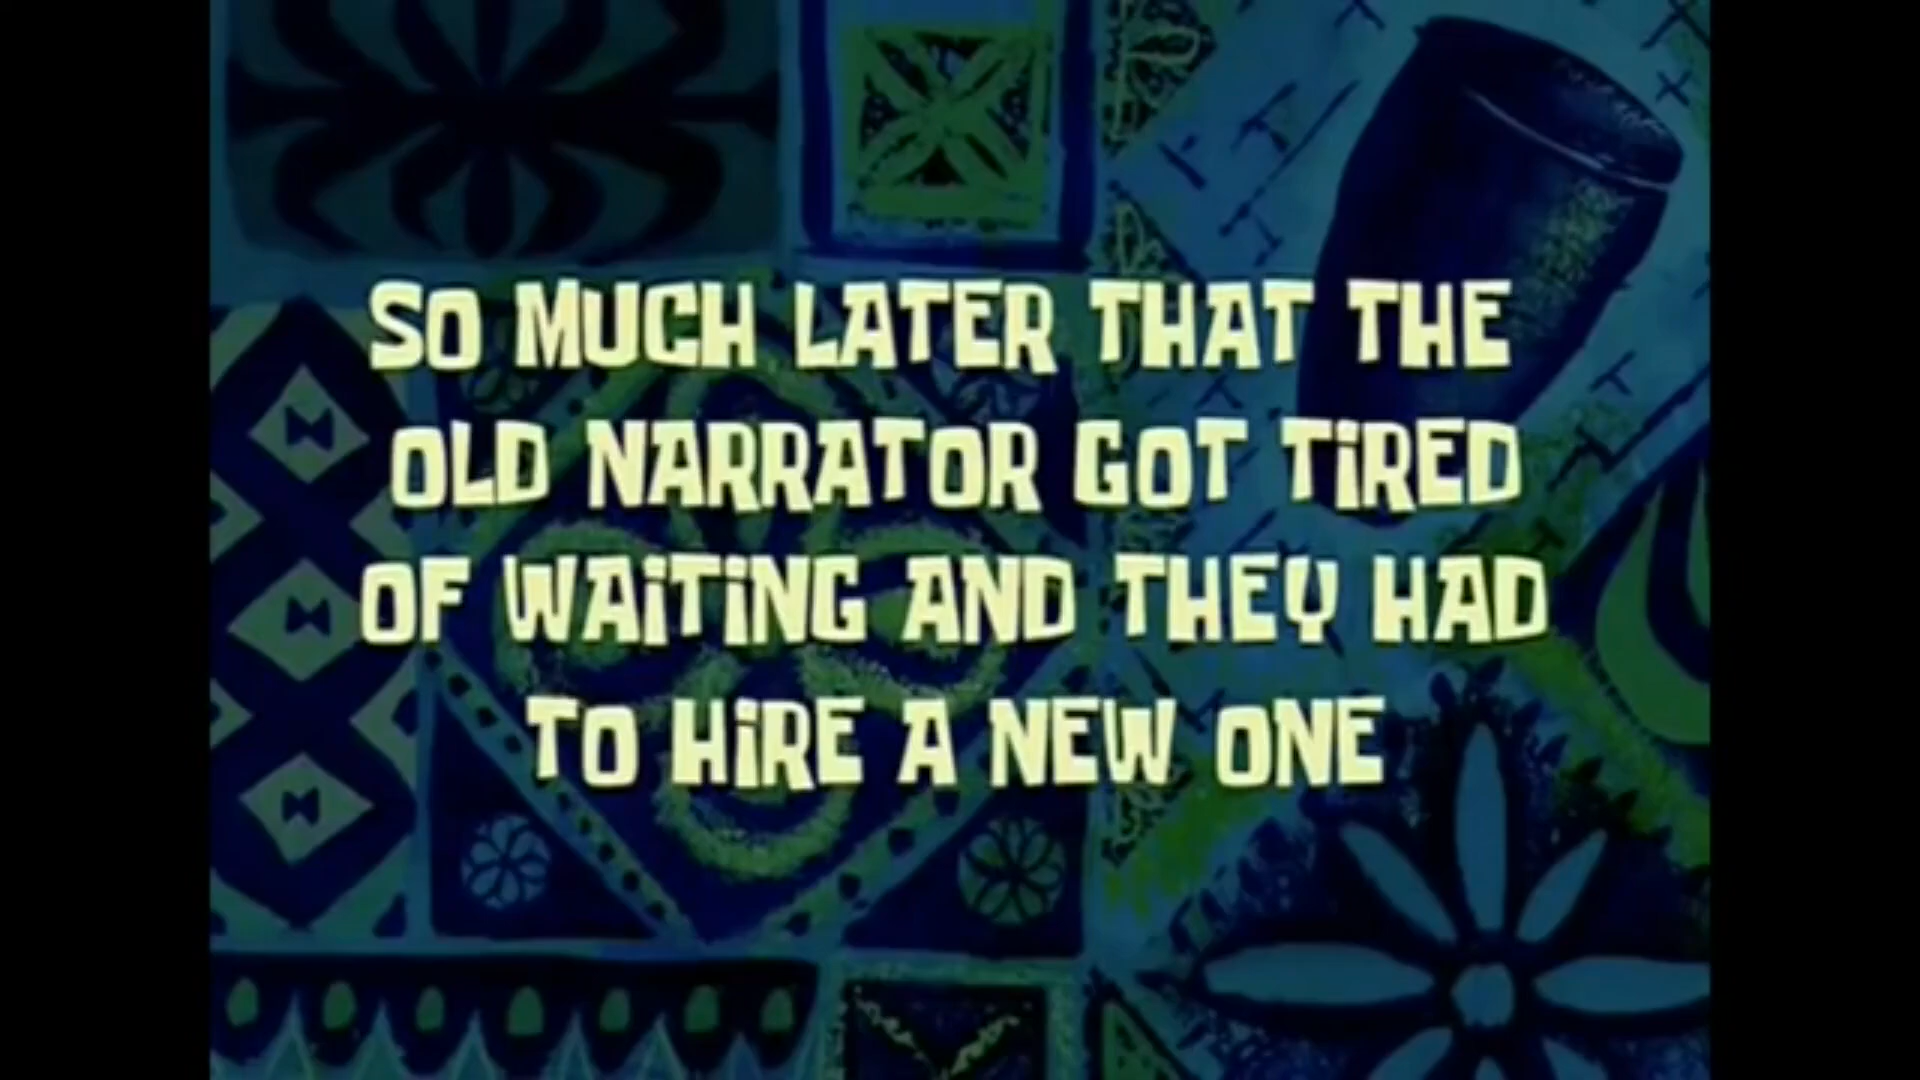 SO MUCH LATER THAT THE
OLD NARRATOR GOT TiRED
OF WAiTiNG AND THEY HAD
TO HiRE A NEW ONE